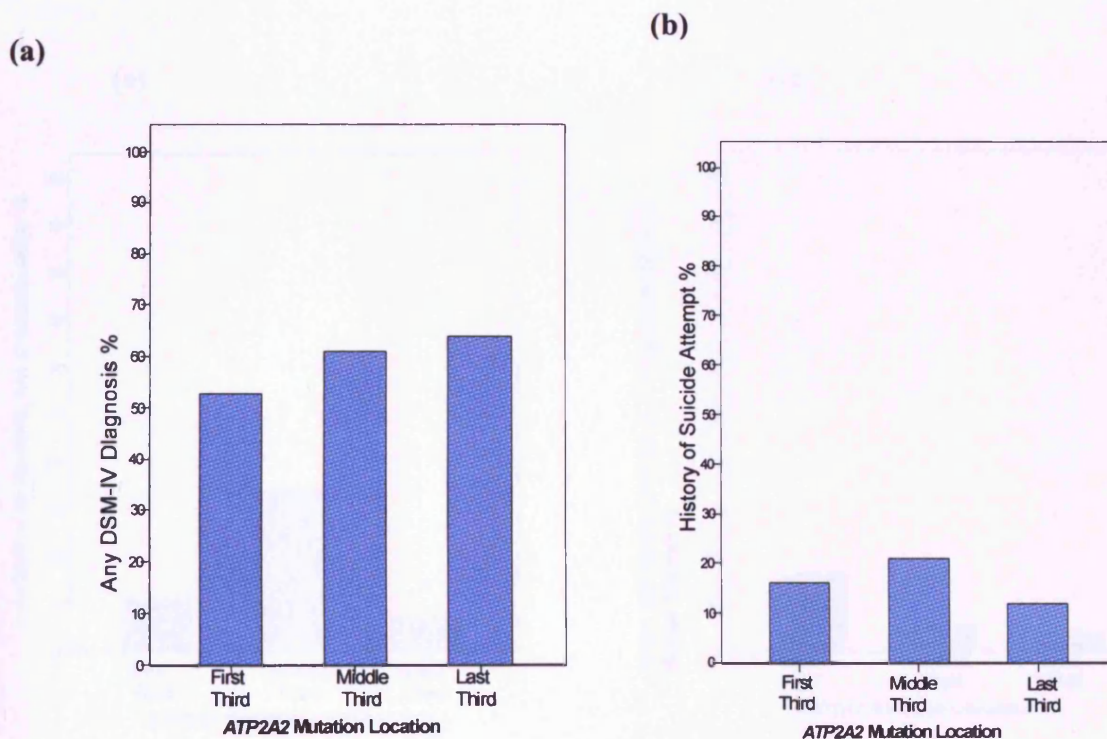 (a)
Any DSM-IV Diagnosis %
100
90
80
70
60
50
40
30
20
10
0
First Third
Middle Third
Last Third
ATP2A2 Mutation Location
(b)
History of Suicide Attempt %
100
90
80
70
60
50
40
30
20
10
0
First Third
Middle Third
Last Third
ATP2A2 Mutation Location